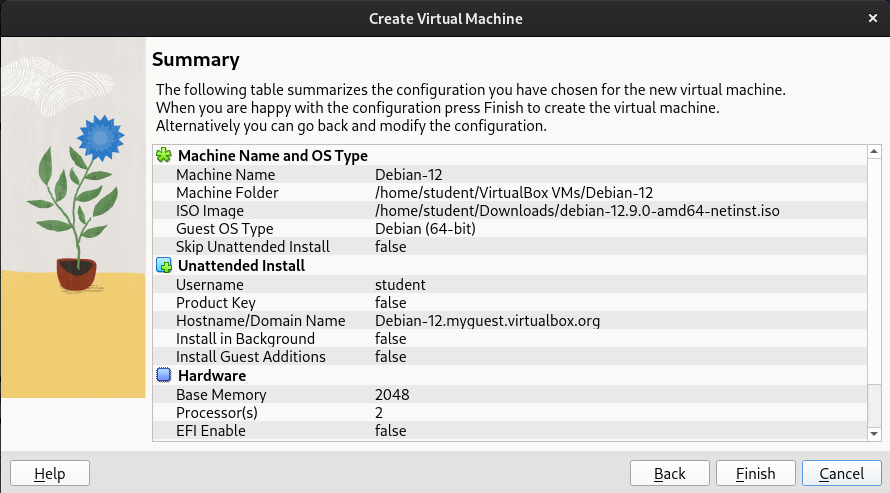 Create Virtual Machine
Summary
The following table summarizes the configuration you have chosen for the new virtual machine.
When you are happy with the configuration press Finish to create the virtual machine.
Alternatively you can go back and modify the configuration.
Machine Name and OS Type
Machine Name Debian-12
Machine Folder /home/student/VirtualBox VMs/Debian-12
ISO Image /home/student/Downloads/debian-12.9.0-amd64-netinst.iso
Guest OS Type Debian (64-bit)
Skip Unattended Install false
Unattended Install
Username student
Product Key false
Hostname/Domain Name Debian-12.myguest.virtualbox.org
Install in Background false
Install Guest Additions false
Hardware
Base Memory 2048
Processor(s) 2
EFI Enable false
Help Back Finish Cancel